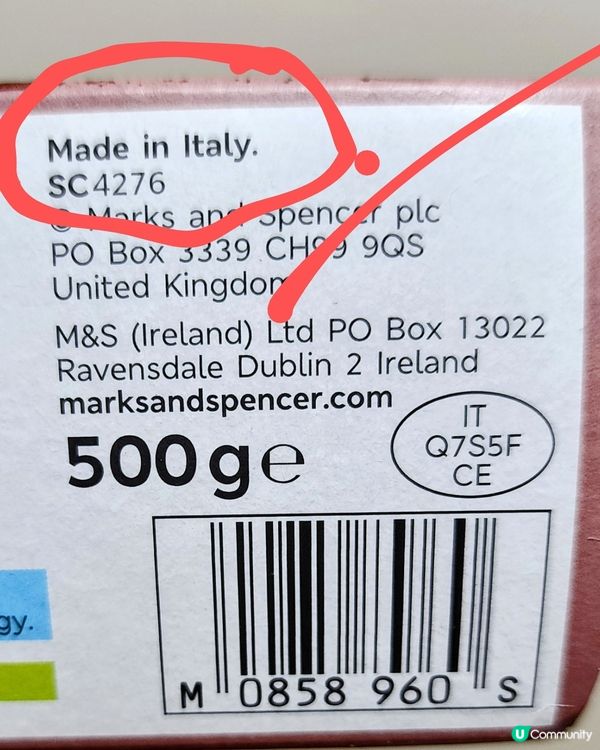 Made in Italy.
SC4276
© Marks and Spencer plc
PO Box 3339 CH99 9QS
United Kingdom
M&S (Ireland) Ltd PO Box 13022
Ravensdale Dublin 2 Ireland
marksandspencer.com
500g℮
IT
Q7S5F
CE
gy.
M 0858 960 S
U Community